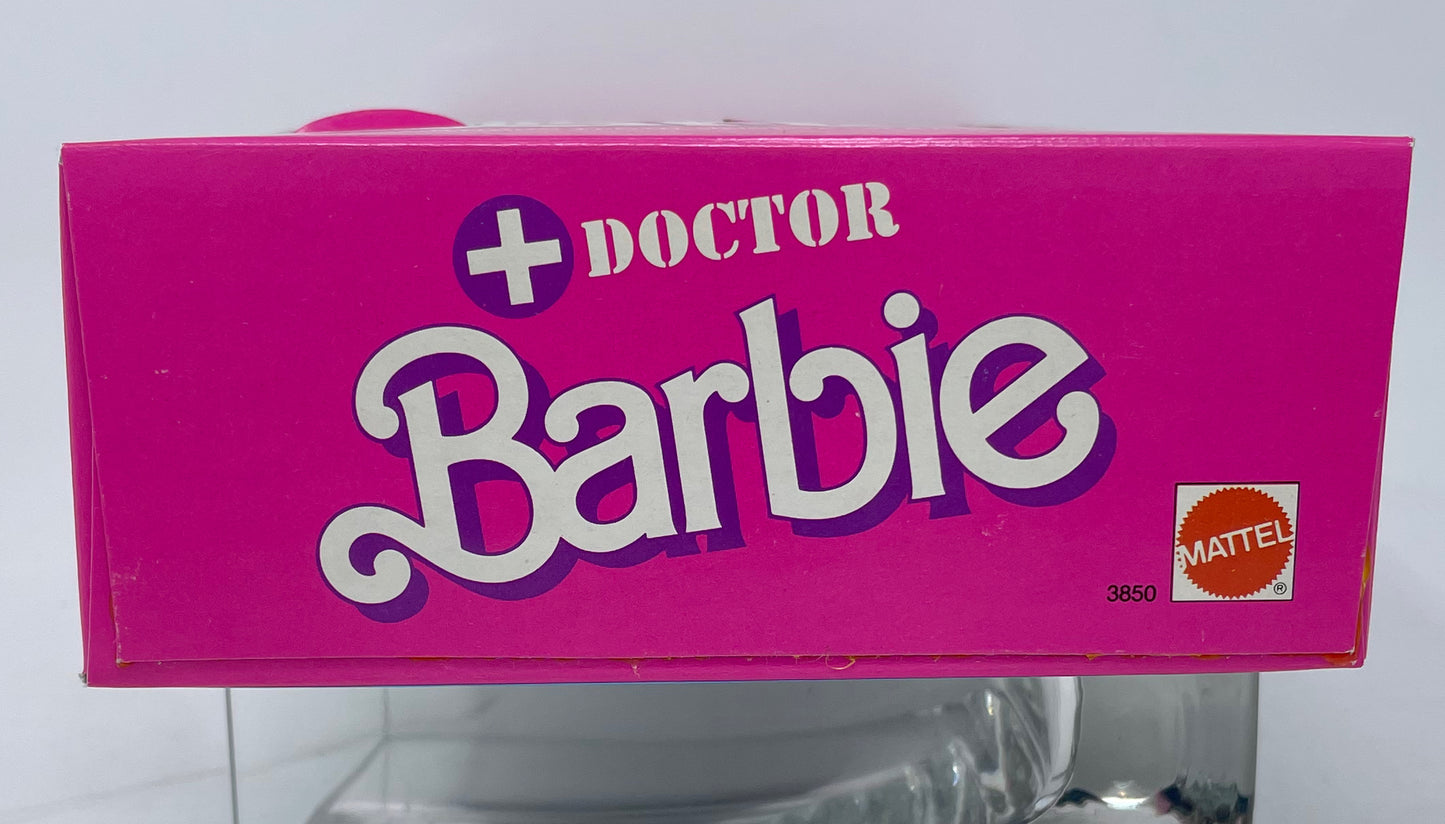 DOCTOR
Barbie
3850
MATTEL
®